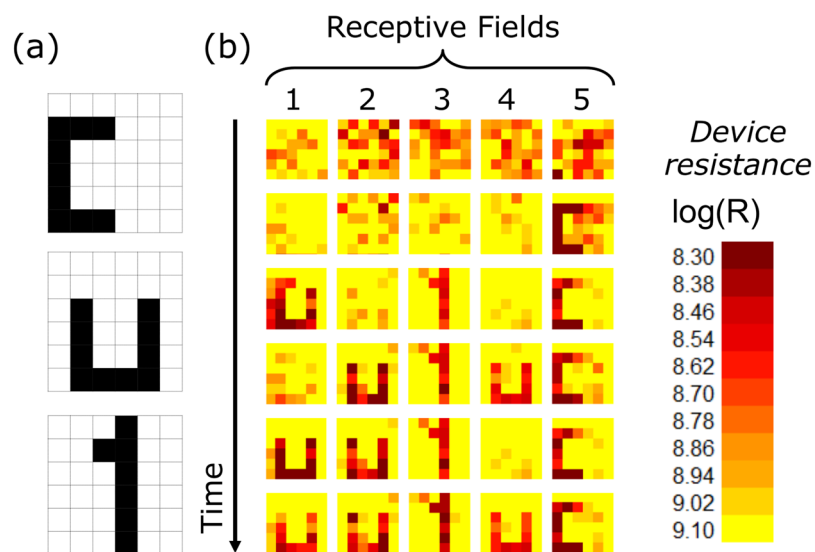 (a)
(b)
Receptive Fields
1 2 3 4 5
Time
Device
resistance
log(R)
8.30
8.38
8.46
8.54
8.62
8.70
8.78
8.86
8.94
9.02
9.10